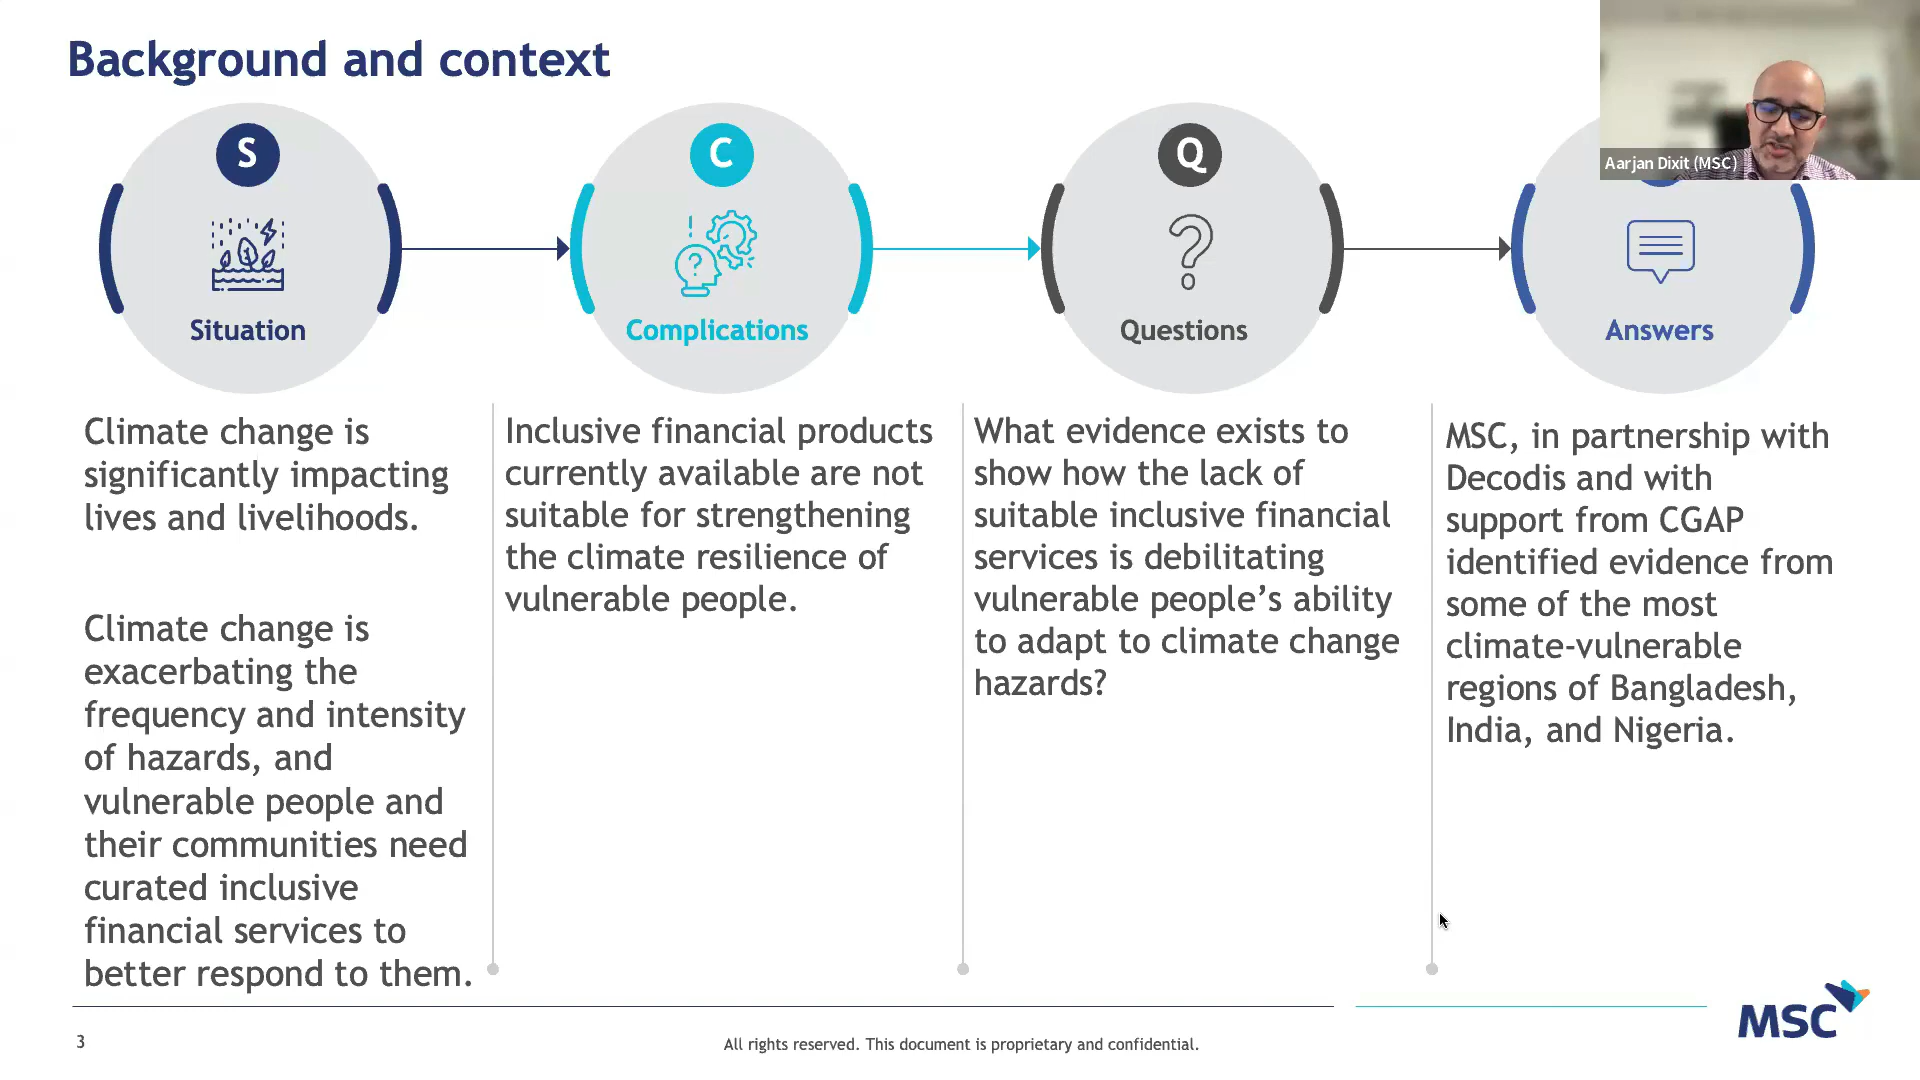 Background and context
Aarjan Dixit (MSC)
S
C
Q
?
?
Situation
Complications
Questions
Answers
Climate change is
significantly impacting
lives and livelihoods.
Climate change is
exacerbating the
frequency and intensity
of hazards, and
vulnerable people and
their communities need
curated inclusive
financial services to
better respond to them.
Inclusive financial products
currently available are not
suitable for strengthening
the climate resilience of
vulnerable people.
What evidence exists to
show how the lack of
suitable inclusive financial
services is debilitating
vulnerable people’s ability
to adapt to climate change
hazards?
MSC, in partnership with
Decodis and with
support from CGAP
identified evidence from
some of the most
climate-vulnerable
regions of Bangladesh,
India, and Nigeria.
3
All rights reserved. This document is proprietary and confidential.
MSC